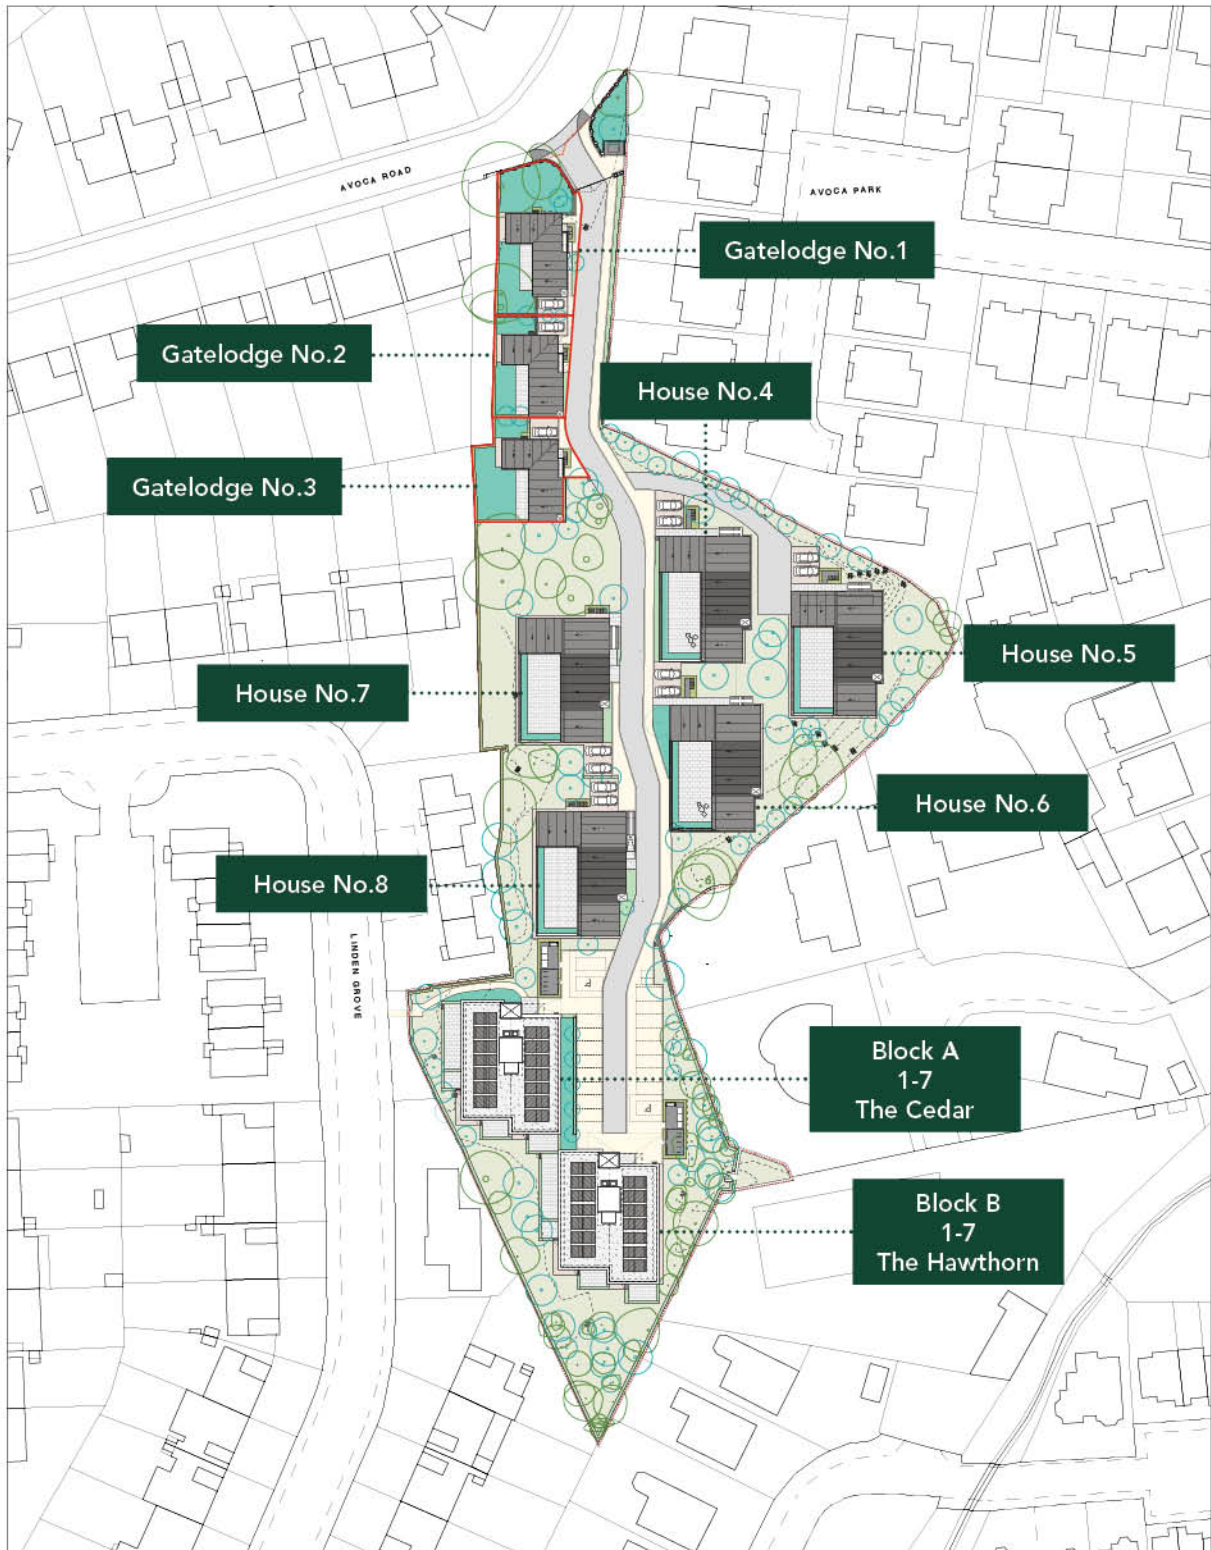 AVOCA ROAD
AVOCA PARK
Gatelodge No.1
Gatelodge No.2
House No.4
Gatelodge No.3
House No.5
House No.7
House No.6
House No.8
LINDEN GROVE
Block A
1-7
The Cedar
Block B
1-7
The Hawthorn